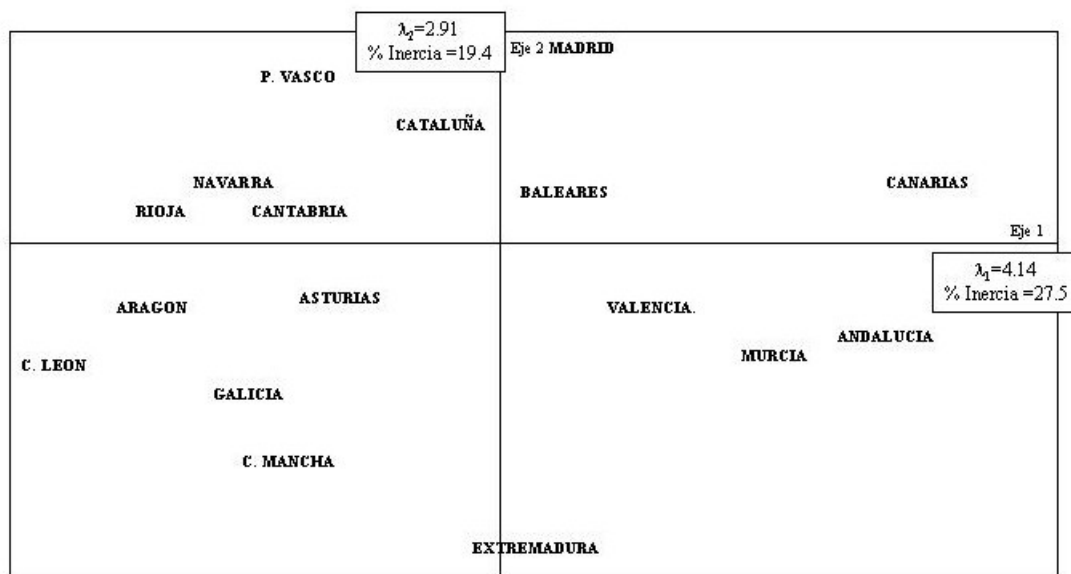 λ2=2.91
% Inercia =19.4
Eje 2 MADRID
P. VASCO
CATALUÑA
NAVARRA
BALEARES
CANARIAS
RIOJA
CANTABRIA
Eje 1
λ1=4.14
% Inercia =27.5
ARAGON
ASTURIAS
VALENCIA.
ANDALUCIA
MURCIA
C. LEON
GALICIA
C. MANCHA
EXTREMADURA